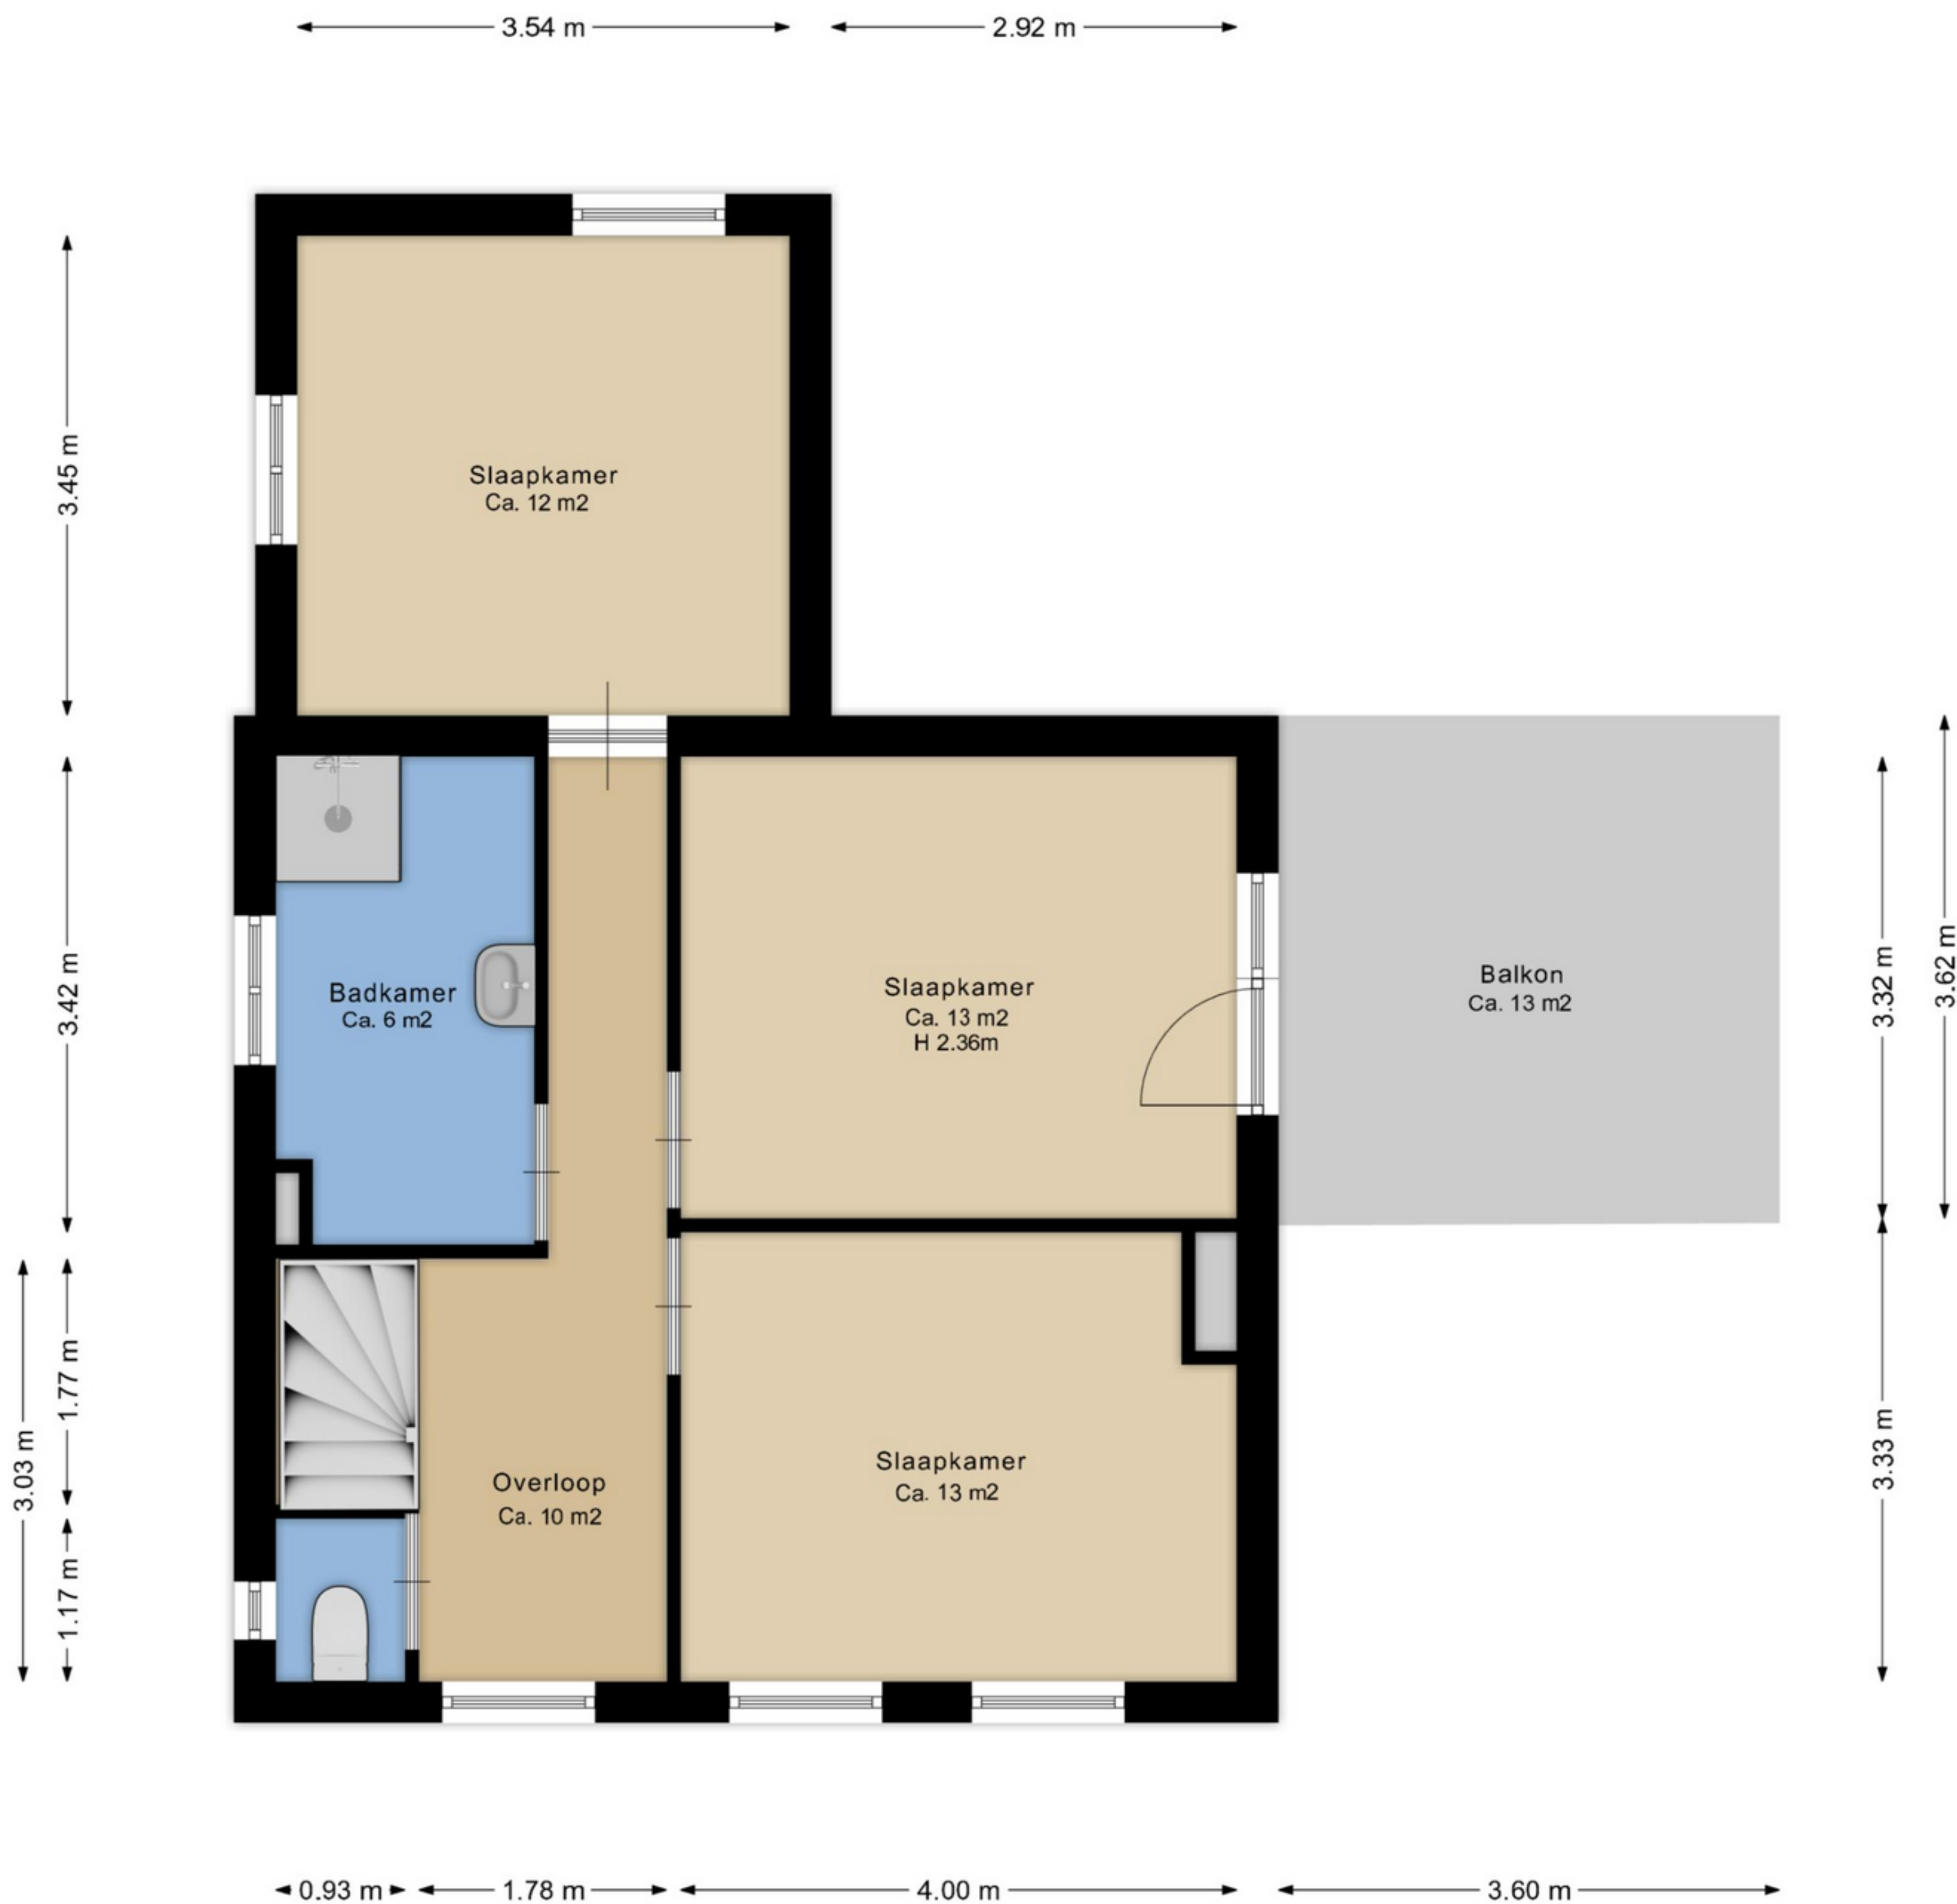 3.54 m
2.92 m
3.45 m
Slaapkamer
Ca. 12 m2
3.42 m
Badkamer
Ca. 6 m2
Slaapkamer
Ca. 13 m2
H 2.36m
Balkon
Ca. 13 m2
3.32 m
3.62 m
3.03 m
1.77 m
1.17 m
Overloop
Ca. 10 m2
Slaapkamer
Ca. 13 m2
3.33 m
0.93 m
1.78 m
4.00 m
3.60 m